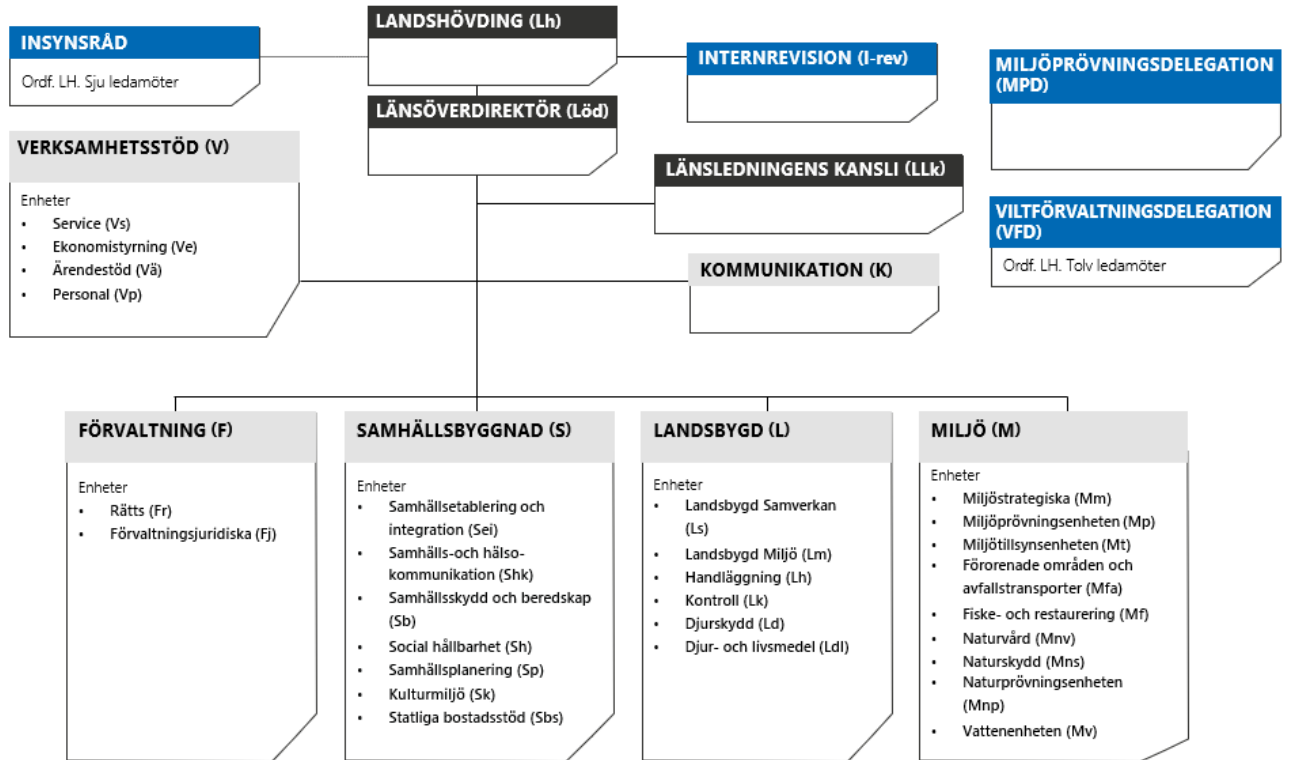 LANDSHÖVDING (Lh)
INSYNSRÅD
Ordf. LH. Sju ledamöter
INTERNREVISION (I-rev)
MILJÖPRÖVNINGSDELEGATION
(MPD)
LÄNSÖVERDIREKTÖR (Löd)
VERKSAMHETSSTÖD (V)
Enheter
• Service (Vs)
• Ekonomistyrning (Ve)
• Ärendestöd (Vä)
• Personal (Vp)
LÄNSLEDNINGENS KANSLI (LLk)
VILTFÖRVALTNINGSDELEGATION
(VFD)
Ordf. LH. Tolv ledamöter
KOMMUNIKATION (K)
FÖRVALTNING (F)
Enheter
• Rätts (Fr)
• Förvaltningsjuridiska (Fj)
SAMHÄLLSBYGGNAD (S)
Enheter
• Samhällsetablering och
integration (Sei)
• Samhälls-och hälso-
kommunikation (Shk)
• Samhällsskydd och beredskap
(Sb)
• Social hållbarhet (Sh)
• Samhällsplanering (Sp)
• Kulturmiljö (Sk)
• Statliga bostadsstöd (Sbs)
LANDSBYGD (L)
Enheter
• Landsbygd Samverkan
(Ls)
• Landsbygd Miljö (Lm)
• Handläggning (Lh)
• Kontroll (Lk)
• Djurskydd (Ld)
• Djur- och livsmedel (Ldl)
MILJÖ (M)
Enheter
• Miljöstrategiska (Mm)
• Miljöprövningsenheten (Mp)
• Miljötillsynsenheten (Mt)
• Förorenade områden och
avfallstransporter (Mfa)
• Fiske- och restaurering (Mf)
• Naturvård (Mnv)
• Naturskydd (Mns)
• Naturprövningsenheten
(Mnp)
• Vattenenheten (Mv)